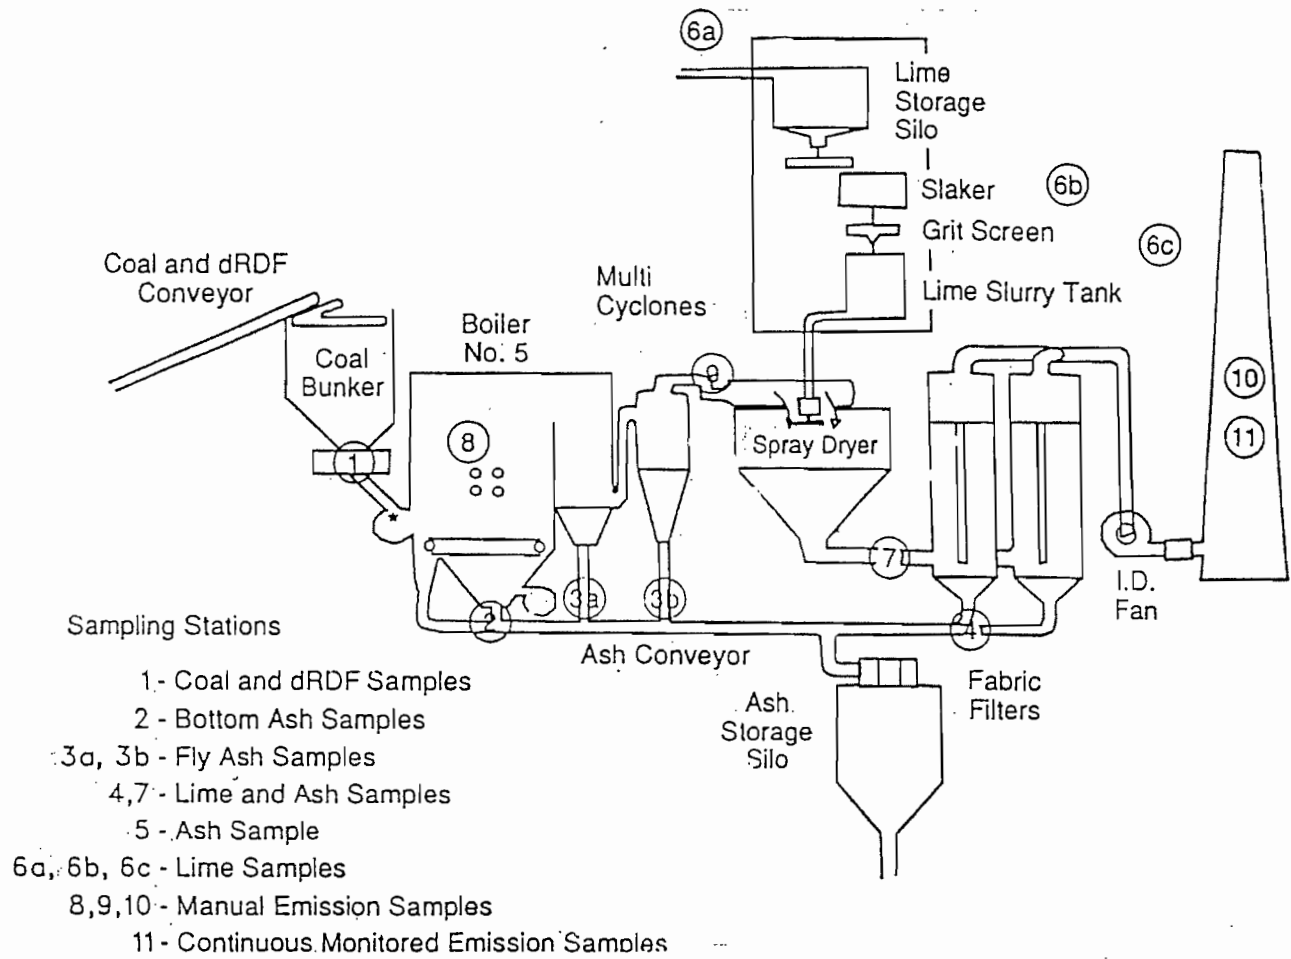 6a
Lime
Storage
Silo
Slaker
6b
Grit Screen
6c
Lime Slurry Tank
Coal and dRDF
Conveyor
Multi
Cyclones
Boiler
No. 5
Coal
Bunker
9
10
11
8
Spray Dryer
1
*
7
I.D.
Fan
3a
3b
2
4
Ash Conveyor
Fabric
Filters
Ash
Storage
Silo
Sampling Stations
1 - Coal and dRDF Samples
2 - Bottom Ash Samples
3a, 3b - Fly Ash Samples
4,7 - Lime and Ash Samples
5 - Ash Sample
6a, 6b, 6c - Lime Samples
8,9,10 - Manual Emission Samples
11 - Continuous Monitored Emission Samples